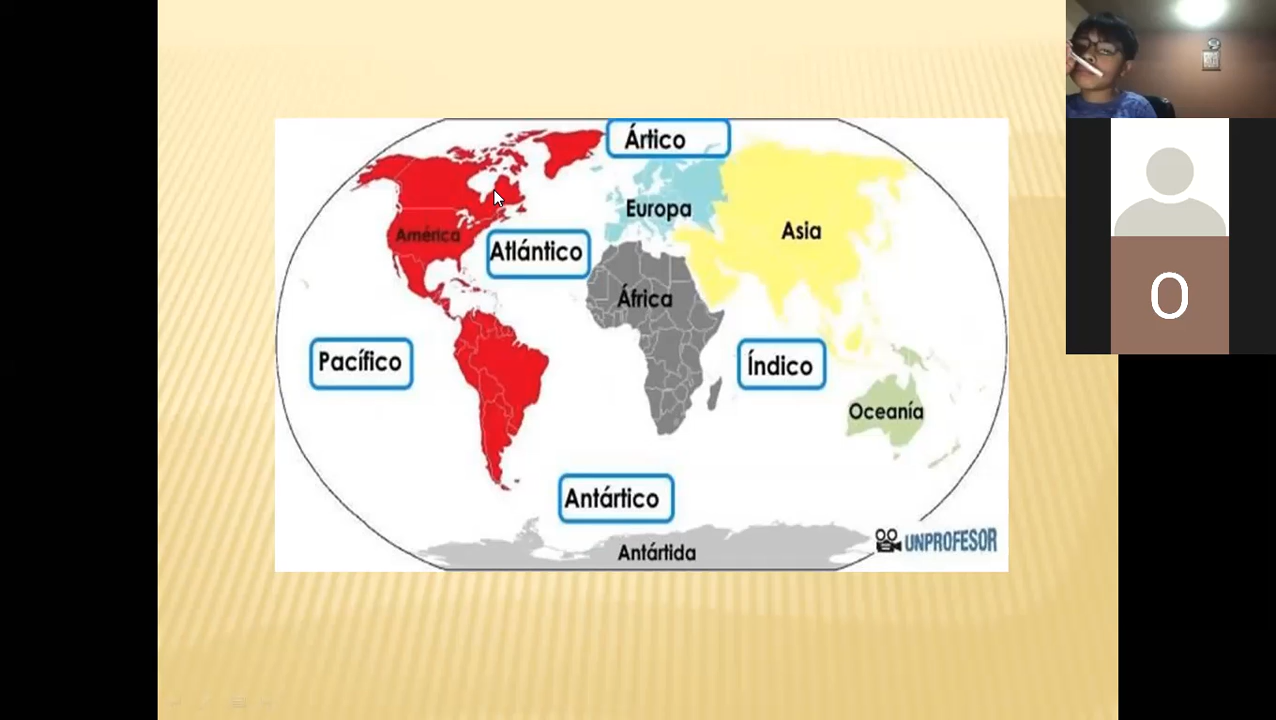 Ártico
Europa
Asia
América
Atlántico
África
Pacífico
Índico
Oceanía
Antártico
Antártida
UNPROFESOR
O